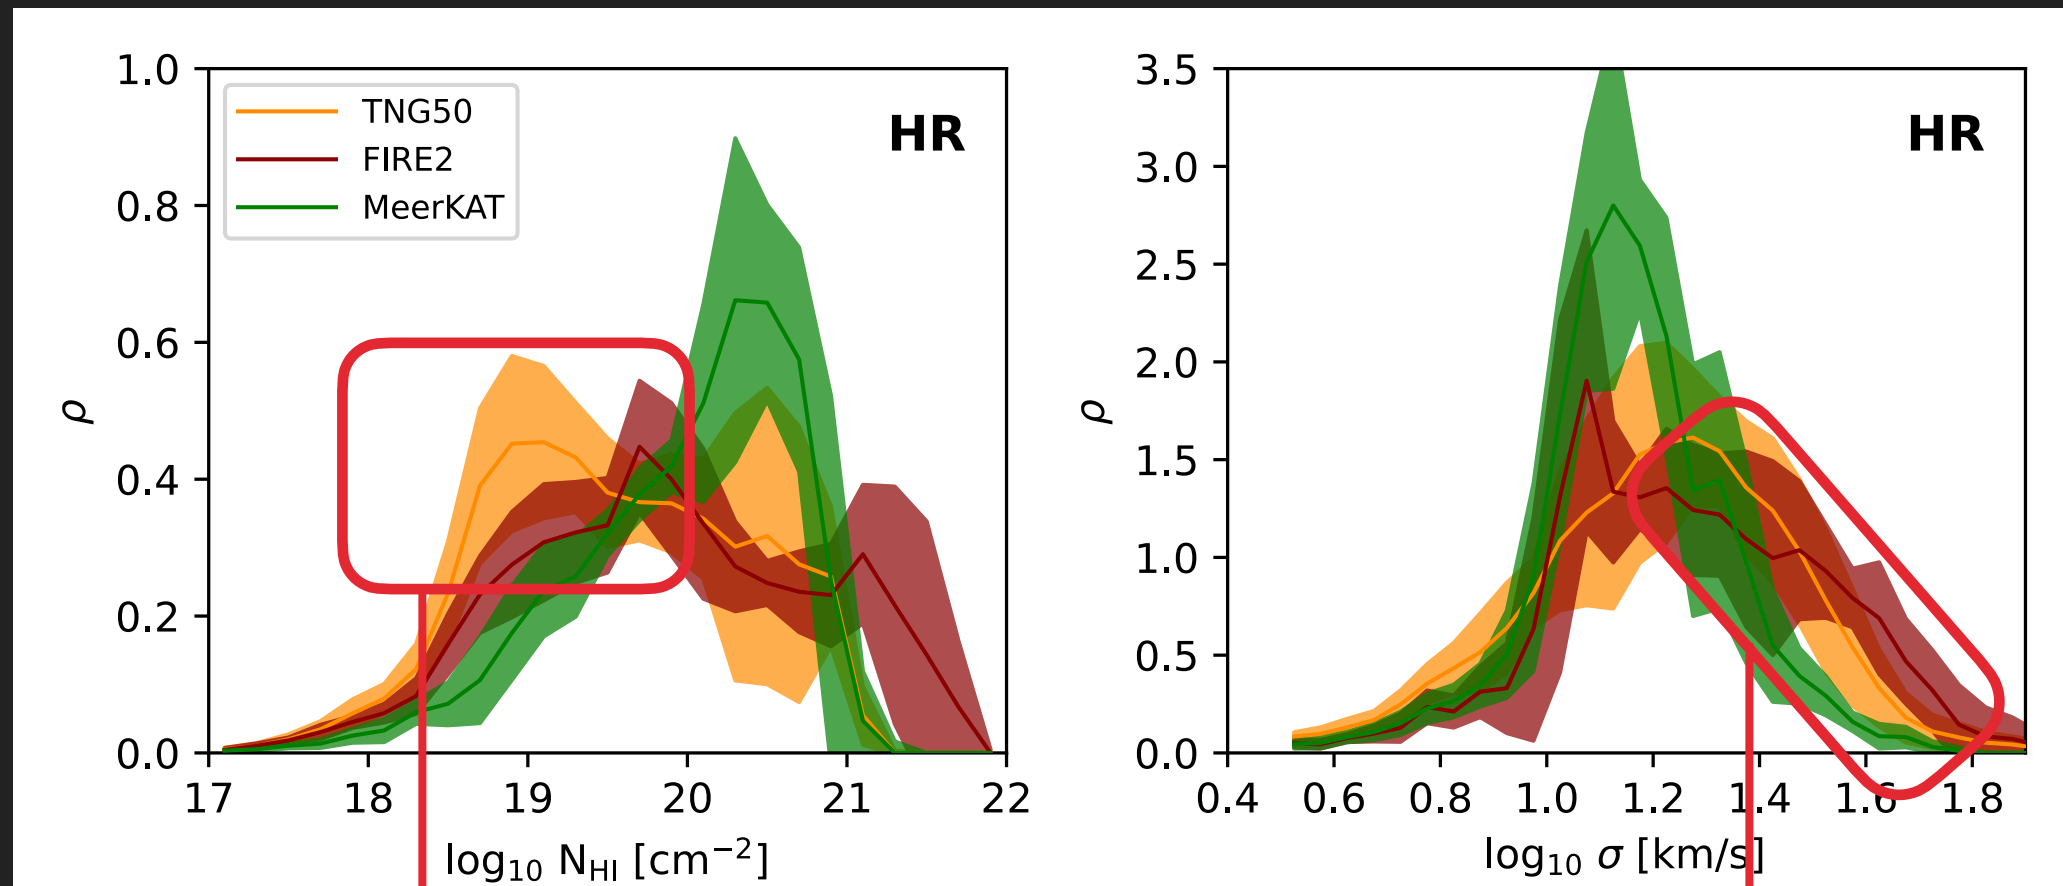 1.0
0.8
0.6
0.4
0.2
0.0
ρ
TNG50
FIRE2
MeerKAT
HR
17 18 19 20 21 22
log₁₀ N_HI [cm⁻²]
3.5
3.0
2.5
2.0
1.5
1.0
0.5
0.0
ρ
HR
0.4 0.6 0.8 1.0 1.2 1.4 1.6 1.8
log₁₀ σ [km/s]